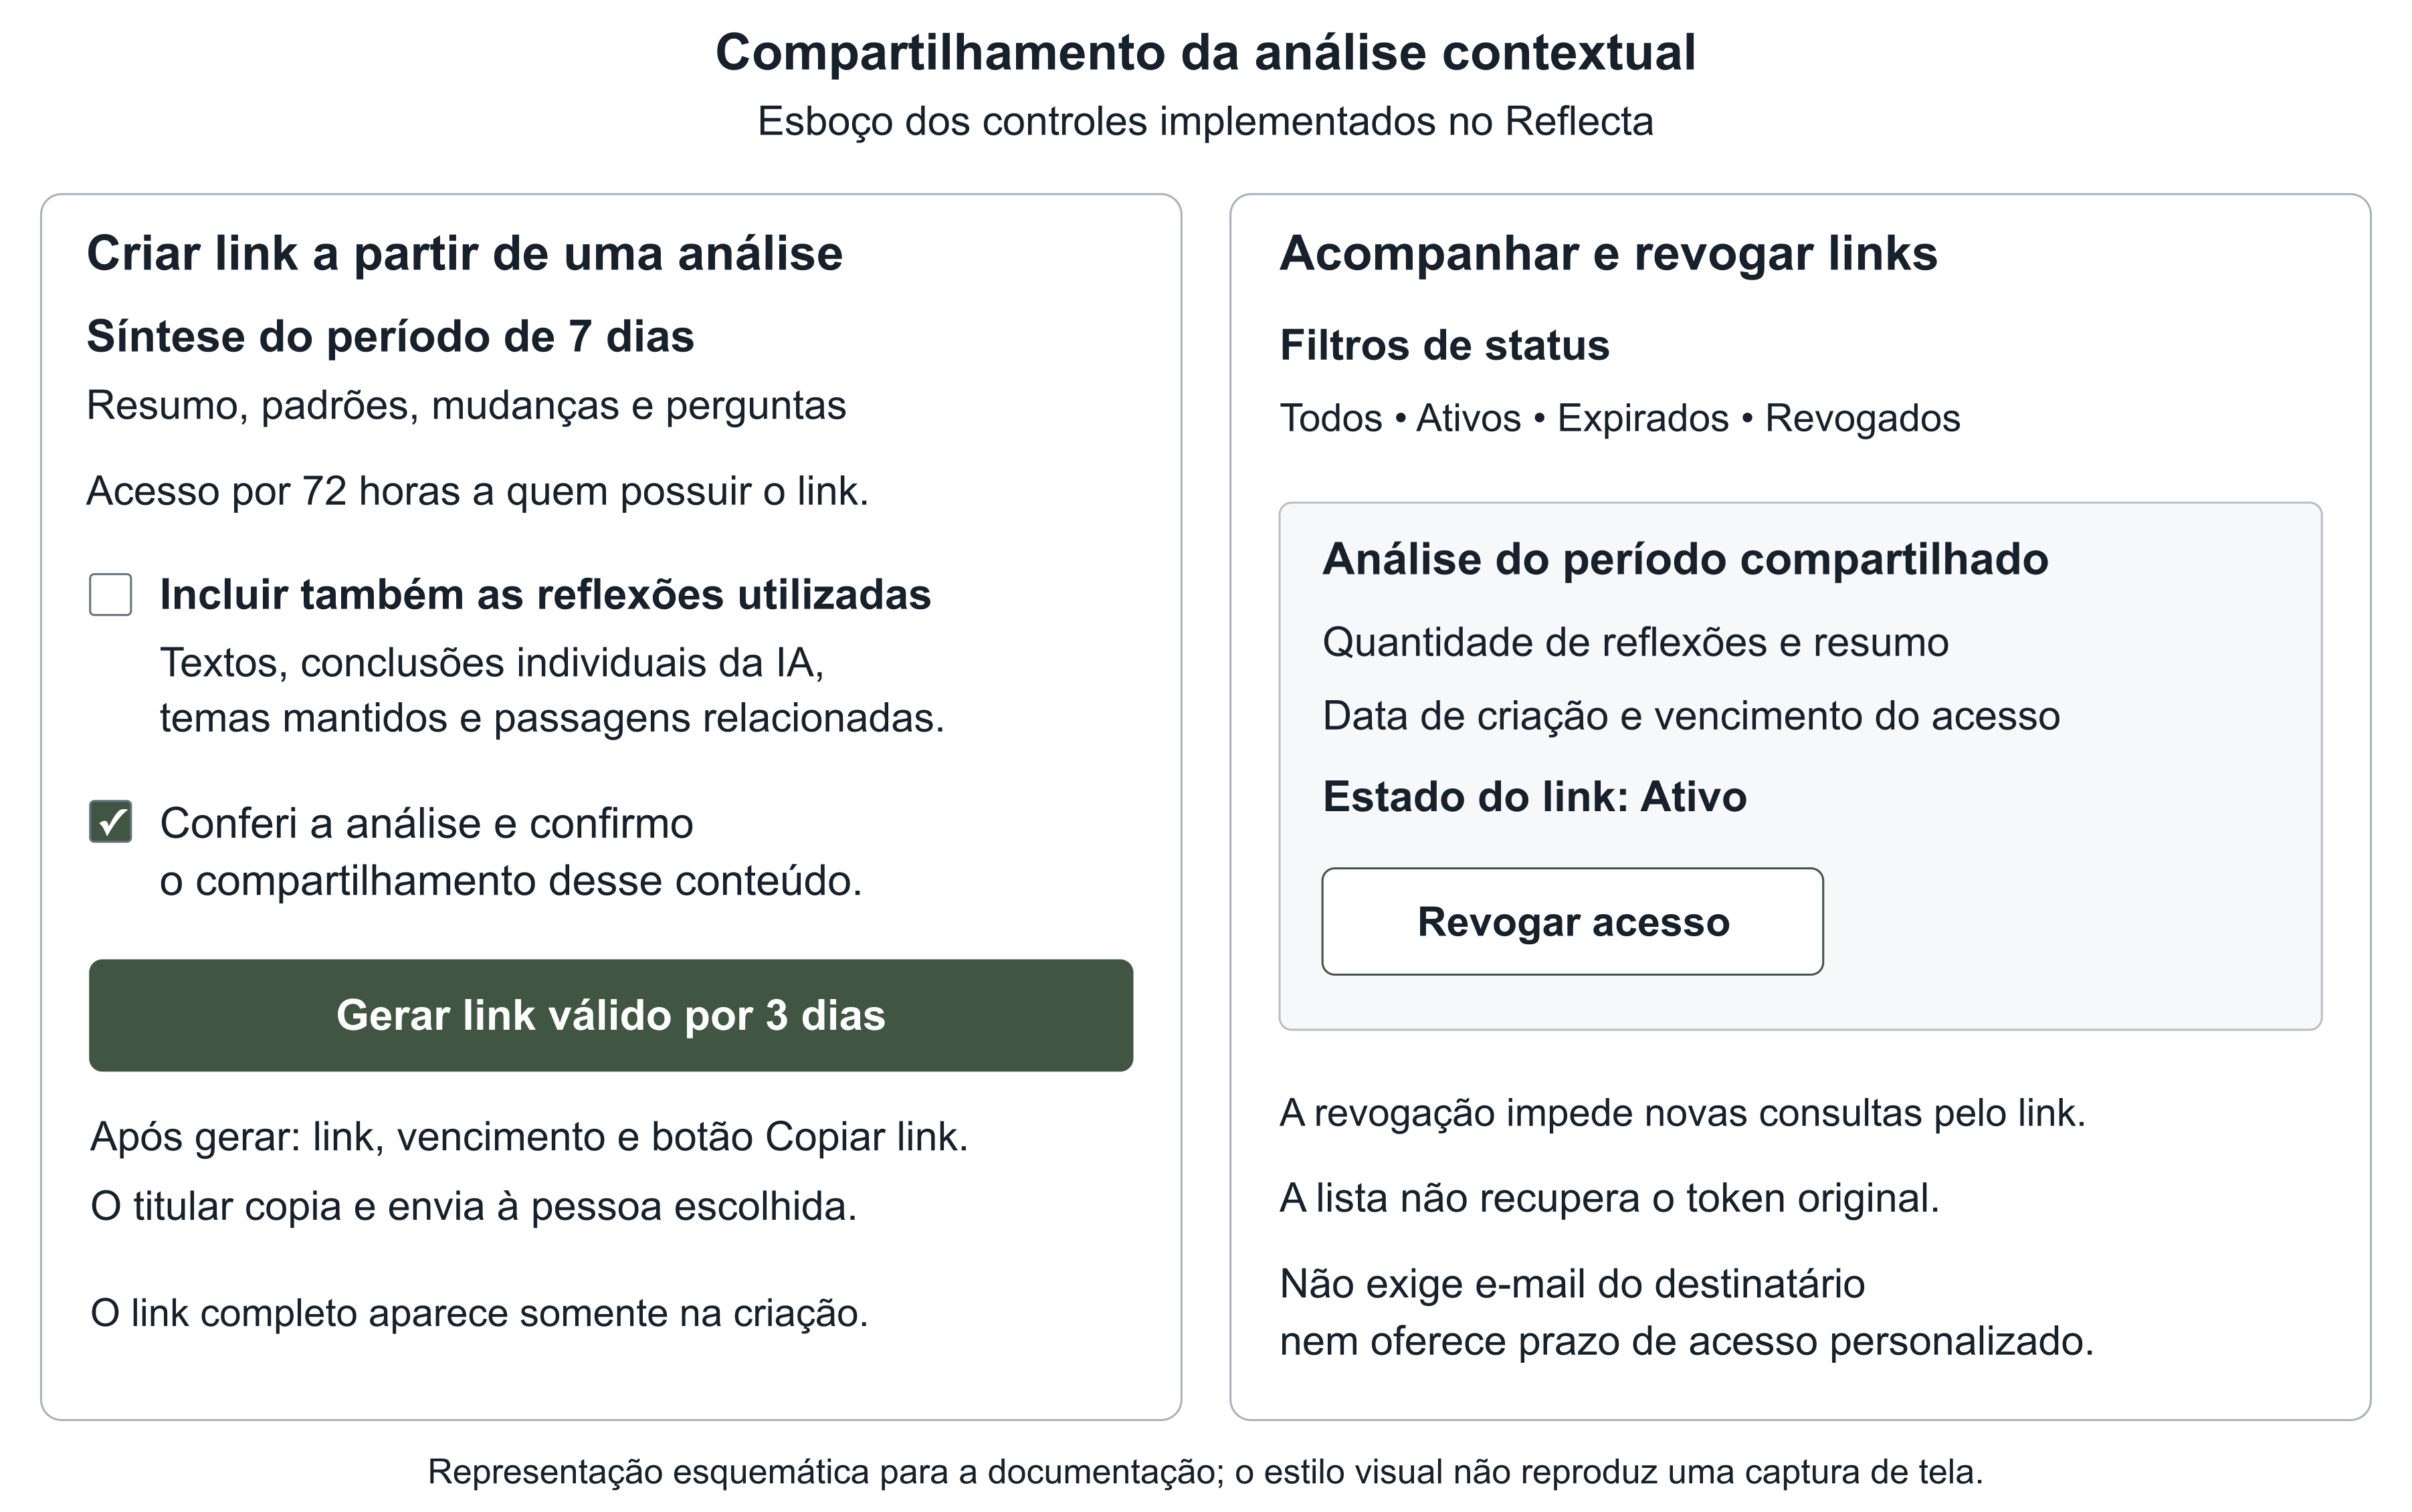 Compartilhamento da análise contextual
Esboço dos controles implementados no Reflecta
Criar link a partir de uma análise
Síntese do período de 7 dias
Resumo, padrões, mudanças e perguntas
Acesso por 72 horas a quem possuir o link.
Incluir também as reflexões utilizadas
Textos, conclusões individuais da IA,
temas mantidos e passagens relacionadas.
Conferi a análise e confirmo
o compartilhamento desse conteúdo.
Gerar link válido por 3 dias
Após gerar: link, vencimento e botão Copiar link.
O titular copia e envia à pessoa escolhida.
O link completo aparece somente na criação.
Acompanhar e revogar links
Filtros de status
Todos • Ativos • Expirados • Revogados
Análise do período compartilhado
Quantidade de reflexões e resumo
Data de criação e vencimento do acesso
Estado do link: Ativo
Revogar acesso
A revogação impede novas consultas pelo link.
A lista não recupera o token original.
Não exige e-mail do destinatário
nem oferece prazo de acesso personalizado.
Representação esquemática para a documentação; o estilo visual não reproduz uma captura de tela.